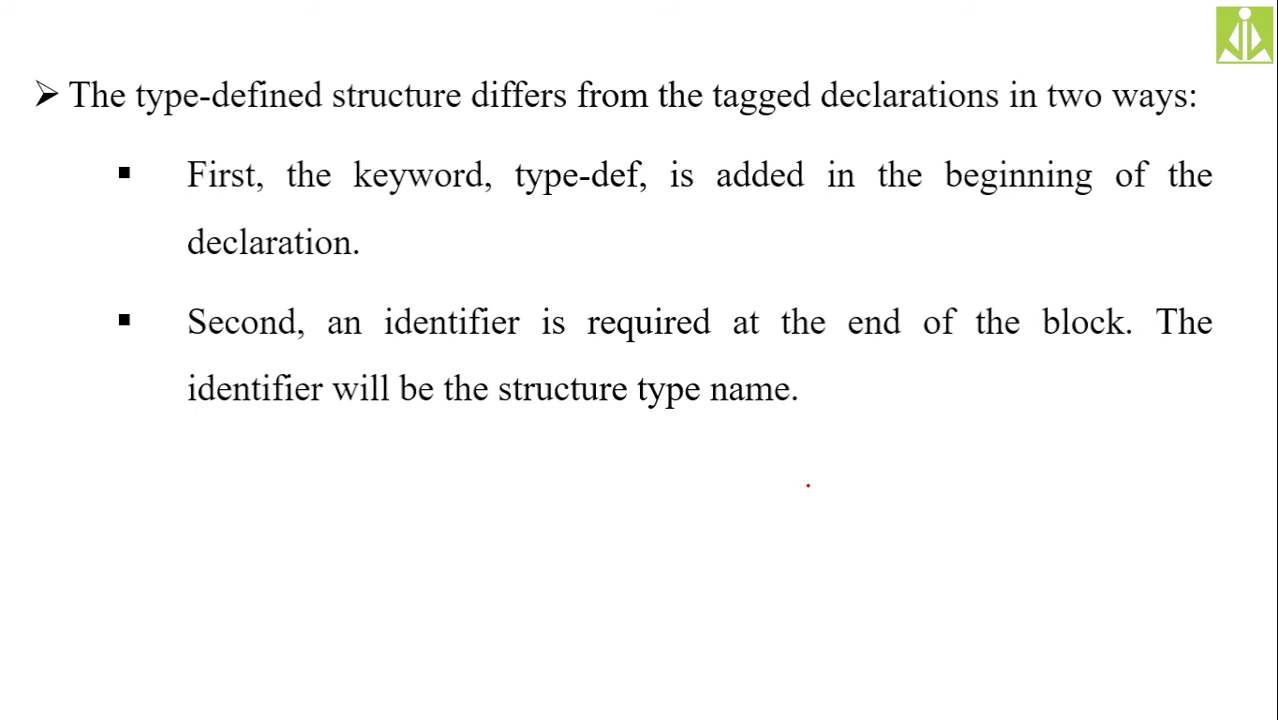 ➢ The type-defined structure differs from the tagged declarations in two ways:
▪ First, the keyword, type-def, is added in the beginning of the
declaration.
▪ Second, an identifier is required at the end of the block. The
identifier will be the structure type name.